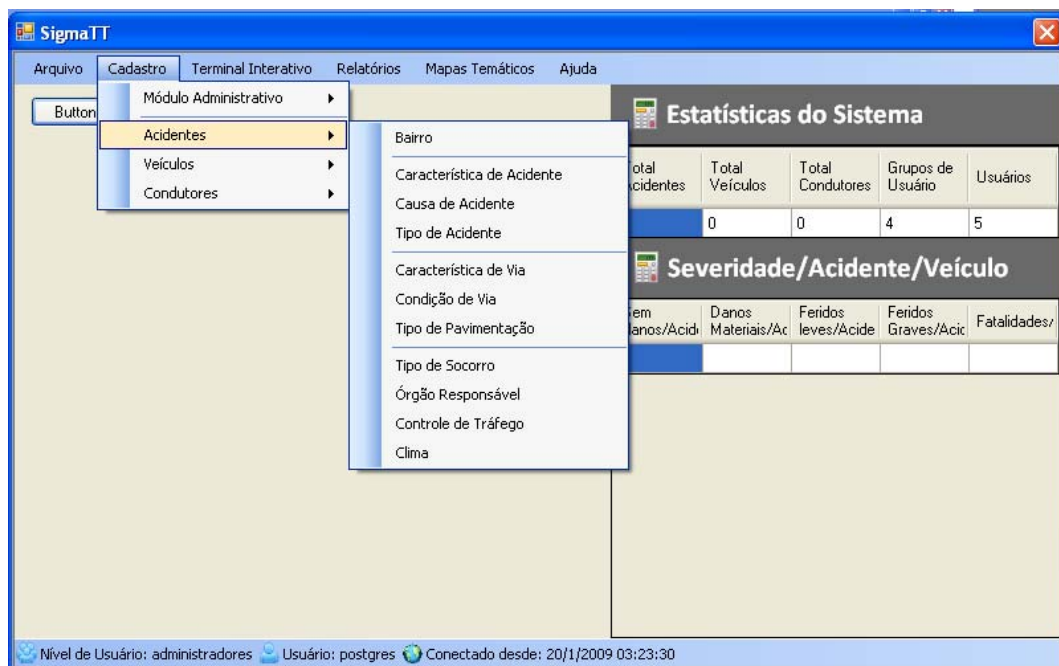 SigmaTT
Arquivo Cadastro Terminal Interativo Relatórios Mapas Temáticos Ajuda
Button
Módulo Administrativo
Acidentes
Veículos
Condutores
Bairro
Característica de Acidente
Causa de Acidente
Tipo de Acidente
Característica de Via
Condição de Via
Tipo de Pavimentação
Tipo de Socorro
Órgão Responsável
Controle de Tráfego
Clima
Estatísticas do Sistema
Total Veículos
Total Condutores
Grupos de Usuário
Usuários
0 0 4 5
Severidade/Acidente/Veículo
Danos Materiais/Ac
Feridos leves/Acide
Feridos Graves/Acic
Fatalidades/
Nível de Usuário: administradores Usuário: postgres Conectado desde: 20/1/2009 03:23:30